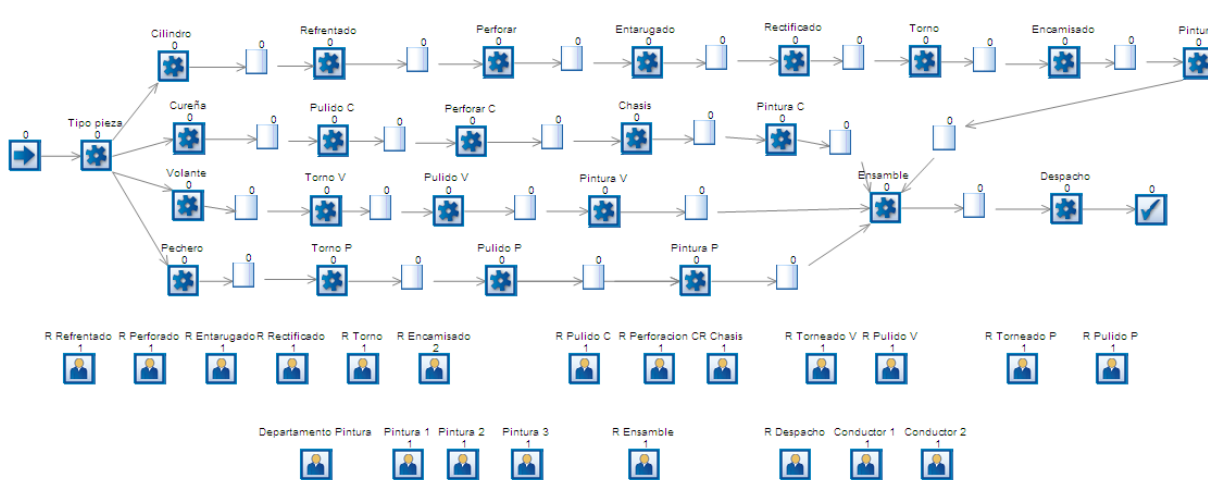 Cilindro Refrentado Perforar Entarugado Rectificado Torno Encamisado Pintur
0 0 0 0 0 0 0 0 0 0 0 0 0 0 0
Cureña Pulido C Perforar C Chasis Pintura C
0 0 0 0 0 0 0 0 0 0 0
Tipo pieza
0 0
Volante Torno V Pulido V Pintura V Ensamble Despacho
0 0 0 0 0 0 0 0 0 0 0 0
Pechero Torno P Pulido P Pintura P
0 0 0 0 0 0 0 0
R Refrentado R Perforado R Entarugado R Rectificado R Torno R Encamisado R Pulido C R Perforacion C R Chasis R Torneado V R Pulido V R Torneado P R Pulido P
1 1 1 1 1 2 1 1 1 1 1 1 1
Departamento Pintura Pintura 1 Pintura 2 Pintura 3 R Ensamble R Despacho Conductor 1 Conductor 2
1 1 1 1 1 1 1